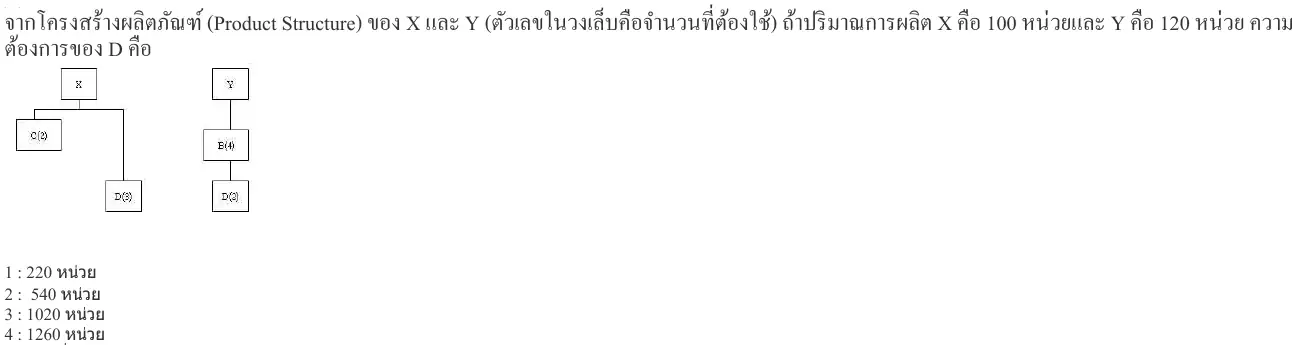 จากโครงสร้างผลิตภัณฑ์ (Product Structure) ของ X และ Y (ตัวเลขในวงเล็บคือจำนวนที่ต้องใช้) ถ้าปริมาณการผลิต X คือ 100 หน่วยและ Y คือ 120 หน่วย ความ
ต้องการของ D คือ
X
Y
C(2)
B(4)
D(3)
D(2)
1 : 220 หน่วย
2 : 540 หน่วย
3 : 1020 หน่วย
4 : 1260 หน่วย